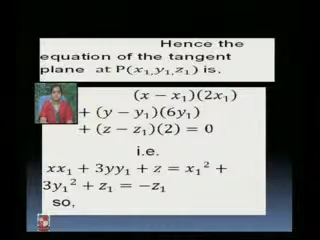 Hence the
equation of the tangent
plane at P(x₁,y₁,z₁) is,
(x − x₁)(2x₁)
+ (y − y₁)(6y₁)
+ (z − z₁)(2) = 0
i.e.
xx₁ + 3yy₁ + z = x₁² +
3y₁² + z₁ = −z₁
so,